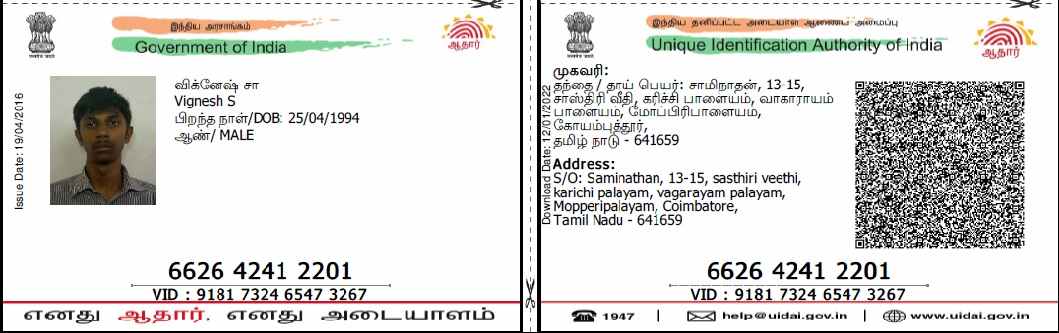 இந்திய அரசாங்கம்
Government of India
ஆதார்
Issue Date: 19/04/2016
விக்னேஷ் சா
Vignesh S
பிறந்த நாள்/DOB: 25/04/1994
ஆண்/ MALE
6626 4241 2201
VID : 9181 7324 6547 3267
எனது ஆதார், எனது அடையாளம்
இந்திய தனிப்பட்ட அடையாள ஆணைய அமைப்பு
Unique Identification Authority of India
ஆதார்
Download Date: 12/01/2022
முகவரி:
தந்தை / தாய் பெயர்: சாமிநாதன், 13-15,
சாஸ்திரி வீதி, கரிச்சி பாளையம், வாகாராயம்
பாளையம், மோப்பிரிபாளையம்,
கோயம்புத்தூர்,
தமிழ் நாடு - 641659
Address:
S/O: Saminathan, 13-15, sasthiri veethi,
karichi palayam, vagarayam palayam,
Mopperipalayam, Coimbatore,
Tamil Nadu - 641659
6626 4241 2201
VID : 9181 7324 6547 3267
1947 | help@uidai.gov.in | www.uidai.gov.in